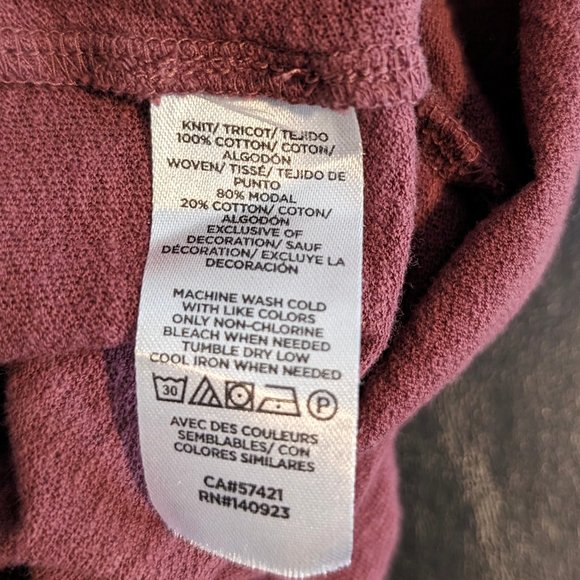 KNIT/ TRICOT/ TEJIDO
100% COTTON/ COTON/
ALGODÓN
WOVEN/ TISSÉ/ TEJIDO DE
PUNTO
80% MODAL
20% COTTON/ COTON/
ALGODÓN
EXCLUSIVE OF
DECORATION/ SAUF
DÉCORATION/ EXCLUYE LA
DECORACIÓN
MACHINE WASH COLD
WITH LIKE COLORS
ONLY NON-CHLORINE
BLEACH WHEN NEEDED
TUMBLE DRY LOW
COOL IRON WHEN NEEDED
30 P
AVEC DES COULEURS
SEMBLABLES/ CON
COLORES SIMILARES
CA#57421
RN#140923